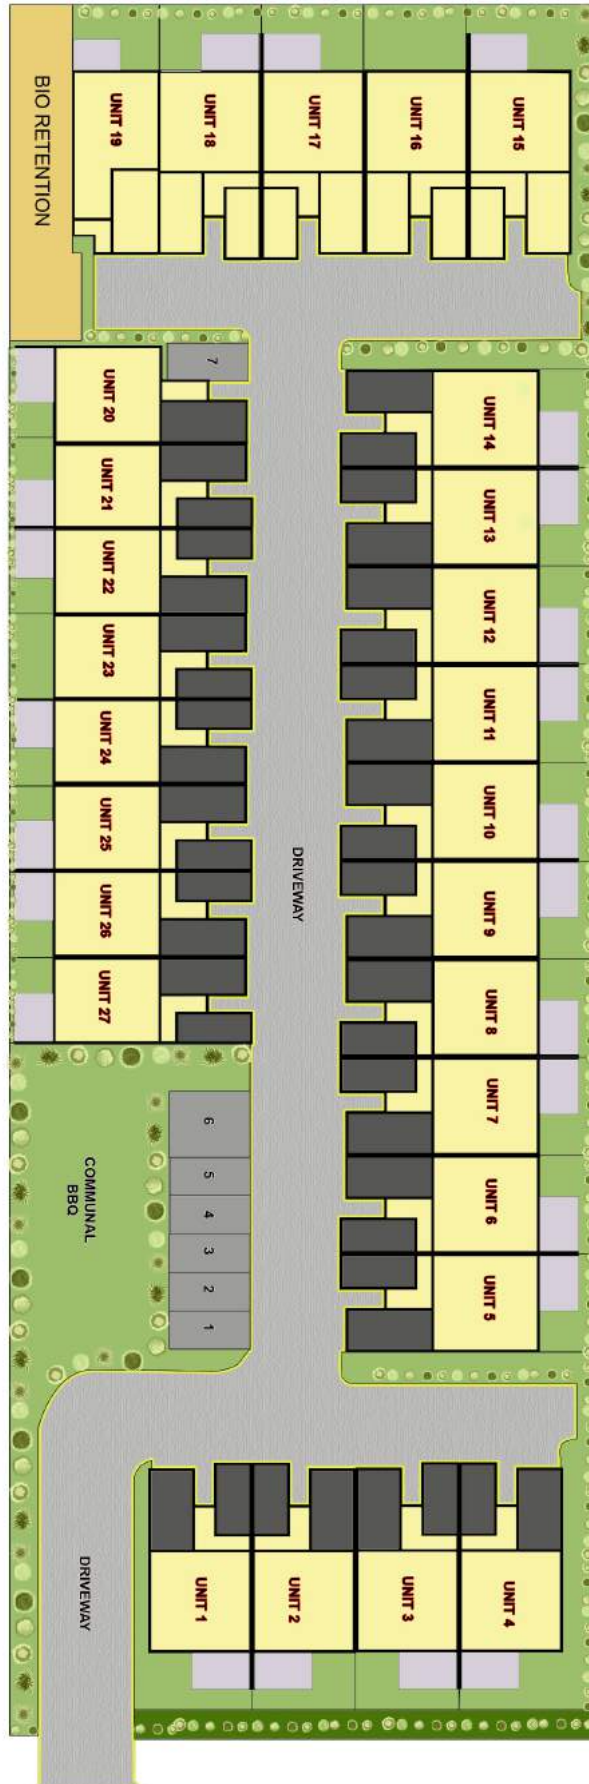 BIO RETENTION
UNIT 19
UNIT 18
UNIT 17
UNIT 16
UNIT 15
7
UNIT 20
UNIT 21
UNIT 22
UNIT 23
UNIT 24
UNIT 25
UNIT 26
UNIT 27
UNIT 14
UNIT 13
UNIT 12
UNIT 11
UNIT 10
UNIT 9
UNIT 8
UNIT 7
UNIT 6
UNIT 5
DRIVEWAY
6
5
4
3
2
1
COMMUNAL
BBQ
UNIT 1
UNIT 2
UNIT 3
UNIT 4
DRIVEWAY